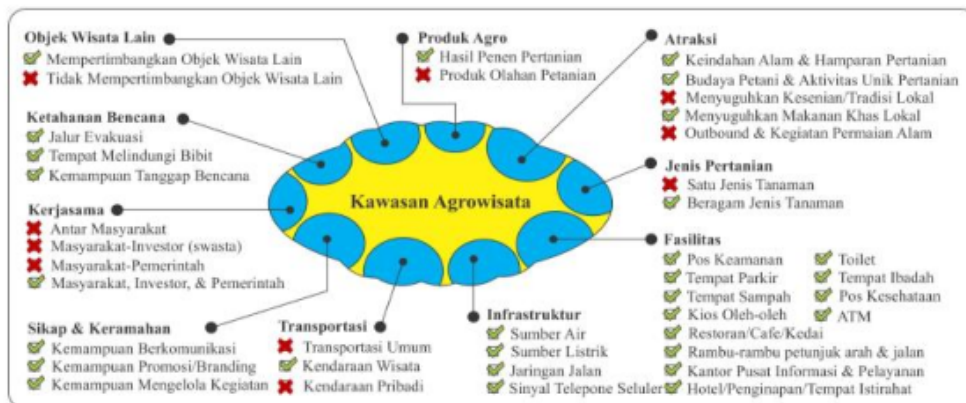 Objek Wisata Lain
Mempertimbangkan Objek Wisata Lain
Tidak Mempertimbangkan Objek Wisata Lain
Ketahanan Bencana
Jalur Evakuasi
Tempat Melindungi Bibit
Kemampuan Tanggap Bencana
Kerjasama
Antar Masyarakat
Masyarakat-Investor (swasta)
Masyarakat-Pemerintah
Masyarakat, Investor, & Pemerintah
Sikap & Keramahan
Kemampuan Berkomunikasi
Kemampuan Promosi/Branding
Kemampuan Mengelola Kegiatan
Produk Agro
Hasil Penen Pertanian
Produk Olahan Petanian
Kawasan Agrowisata
Transportasi
Transportasi Umum
Kendaraan Wisata
Kendaraan Pribadi
Infrastruktur
Sumber Air
Sumber Listrik
Jaringan Jalan
Sinyal Telepone Seluler
Atraksi
Keindahan Alam & Hamparan Pertanian
Budaya Petani & Aktivitas Unik Pertanian
Menyuguhkan Kesenian/Tradisi Lokal
Menyuguhkan Makanan Khas Lokal
Outbound & Kegiatan Permaian Alam
Jenis Pertanian
Satu Jenis Tanaman
Beragam Jenis Tanaman
Fasilitas
Pos Keamanan
Tempat Parkir
Tempat Sampah
Kios Oleh-oleh
Restoran/Cafe/Kedai
Rambu-rambu petunjuk arah & jalan
Kantor Pusat Informasi & Pelayanan
Hotel/Penginapan/Tempat Istirahat
Toilet
Tempat Ibadah
Pos Kesehataan
ATM